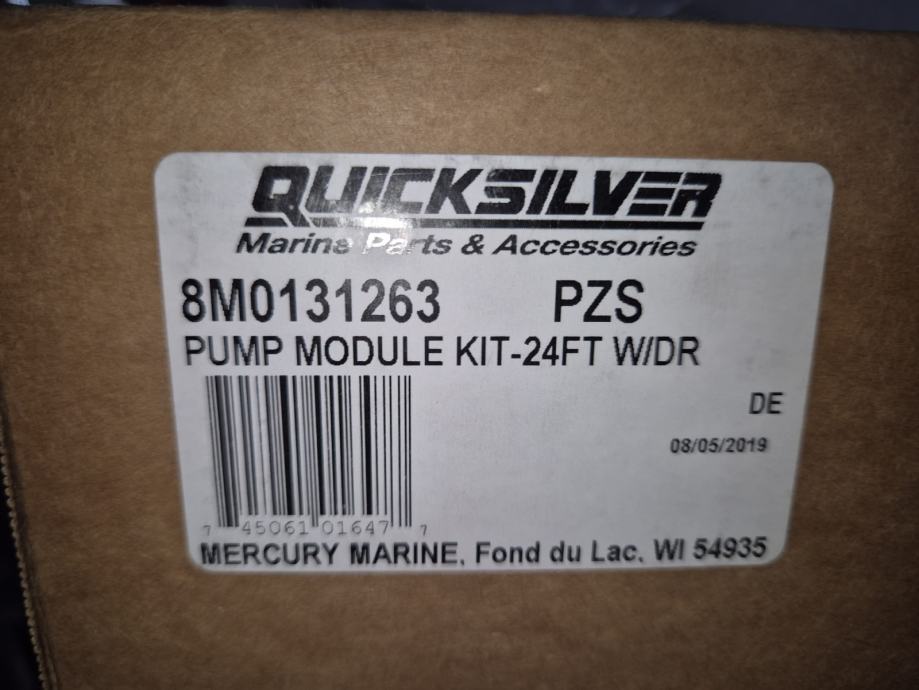 QUICKSILVER
Marine Parts & Accessories
8M0131263 PZS
PUMP MODULE KIT-24FT W/DR
DE
08/05/2019
7 45061 01647 7
MERCURY MARINE, Fond du Lac, WI 54935